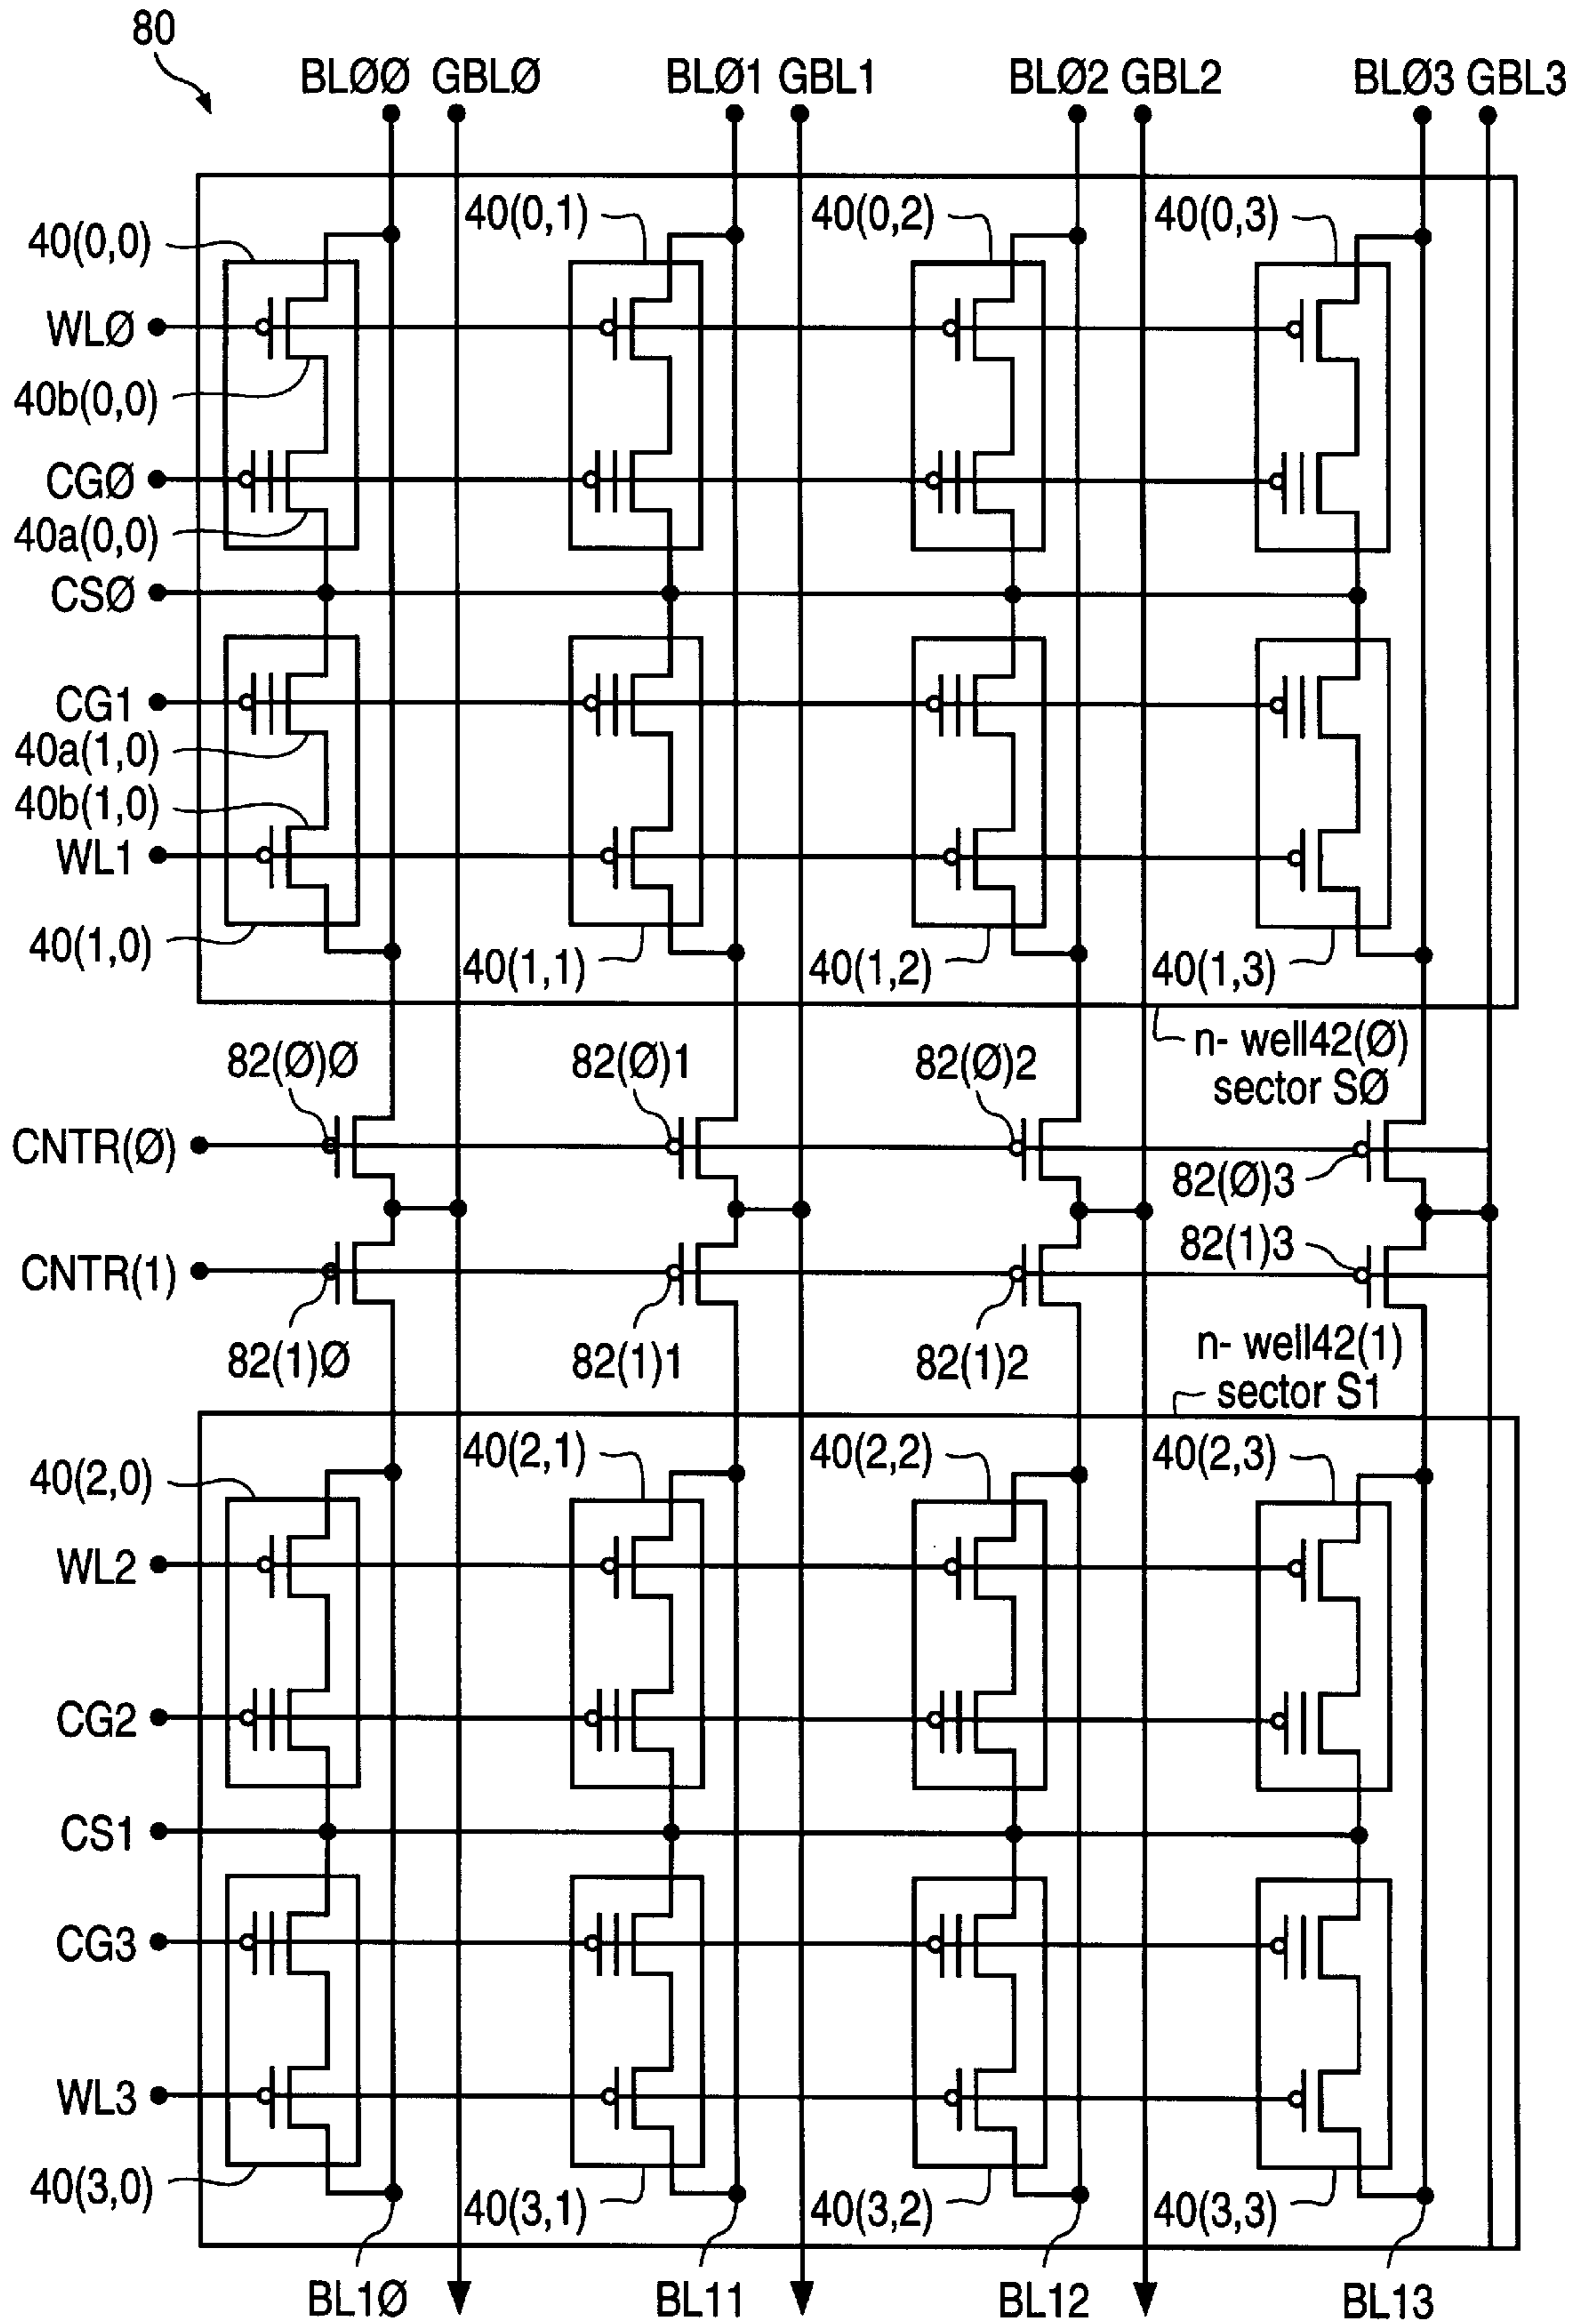 80
BLØØ GBLØ BLØ1 GBL1 BLØ2 GBL2 BLØ3 GBL3
40(0,0) 40(0,1) 40(0,2) 40(0,3)
WLØ
40b(0,0)
CGØ
40a(0,0)
CSØ
CG1
40a(1,0)
40b(1,0)
WL1
40(1,0) 40(1,1) 40(1,2) 40(1,3)
n- well42(Ø)
sector SØ
82(Ø)Ø 82(Ø)1 82(Ø)2
CNTR(Ø)
82(Ø)3
CNTR(1)
82(1)3
82(1)Ø 82(1)1 82(1)2
n- well42(1)
sector S1
40(2,0) 40(2,1) 40(2,2) 40(2,3)
WL2
CG2
CS1
CG3
WL3
40(3,0) 40(3,1) 40(3,2) 40(3,3)
BL1Ø BL11 BL12 BL13